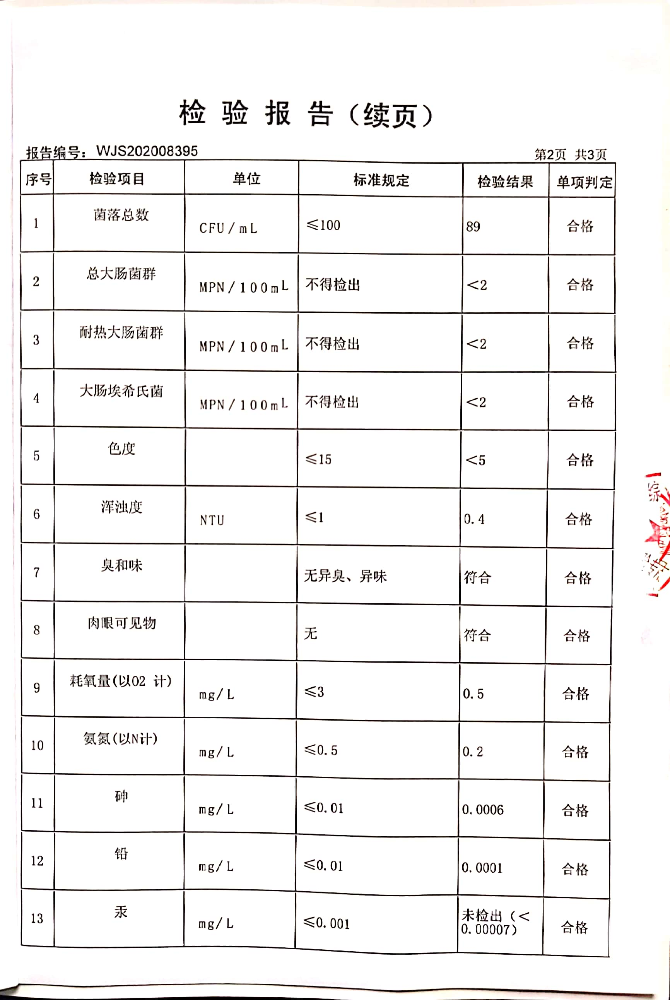 检验报告（续页）
报告编号： WJS202008395 第2页 共3页
序号 检验项目 单位 标准规定 检验结果 单项判定
1 菌落总数 CFU/mL ≤100 89 合格
2 总大肠菌群 MPN/100mL 不得检出 <2 合格
3 耐热大肠菌群 MPN/100mL 不得检出 <2 合格
4 大肠埃希氏菌 MPN/100mL 不得检出 <2 合格
5 色度 ≤15 <5 合格
6 浑浊度 NTU ≤1 0.4 合格
7 臭和味 无异臭、异味 符合 合格
8 肉眼可见物 无 符合 合格
9 耗氧量(以O2 计) mg/L ≤3 0.5 合格
10 氨氮(以N计) mg/L ≤0.5 0.2 合格
11 砷 mg/L ≤0.01 0.0006 合格
12 铅 mg/L ≤0.01 0.0001 合格
13 汞 mg/L ≤0.001 未检出（<0.00007） 合格